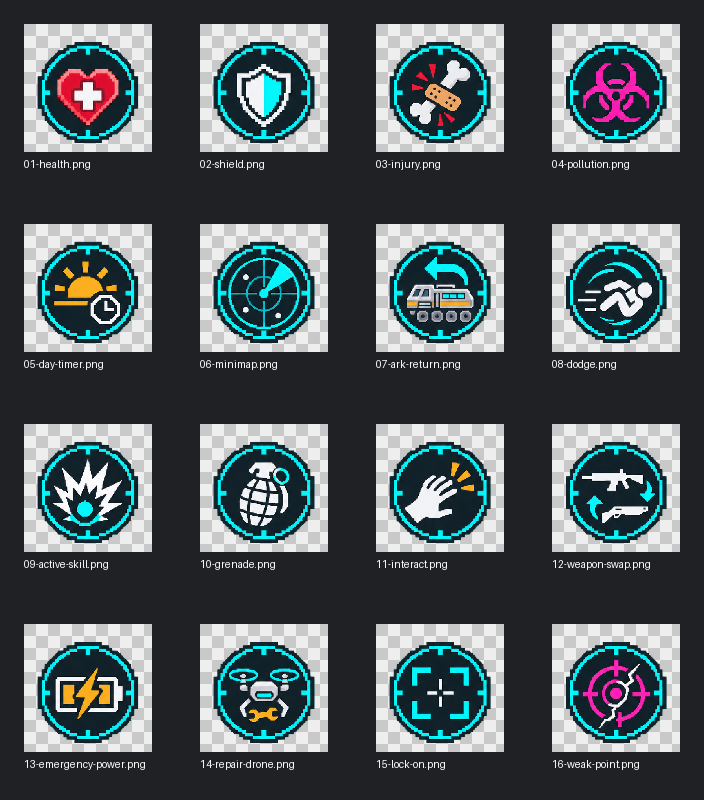 01-health.png
02-shield.png
03-injury.png
04-pollution.png
05-day-timer.png
06-minimap.png
07-ark-return.png
08-dodge.png
09-active-skill.png
10-grenade.png
11-interact.png
12-weapon-swap.png
13-emergency-power.png
14-repair-drone.png
15-lock-on.png
16-weak-point.png